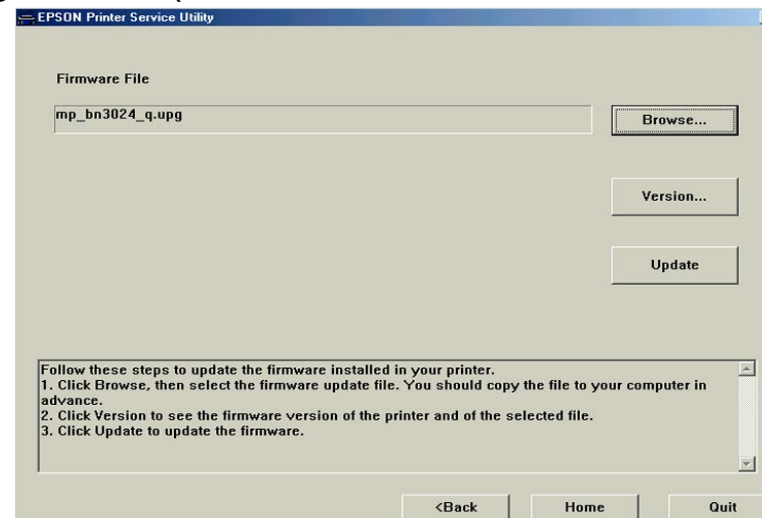 EPSON Printer Service Utility
Firmware File
mp_bn3024_q.upg
Browse...
Version...
Update
Follow these steps to update the firmware installed in your printer.
1. Click Browse, then select the firmware update file. You should copy the file to your computer in
advance.
2. Click Version to see the firmware version of the printer and of the selected file.
3. Click Update to update the firmware.
<Back Home Quit